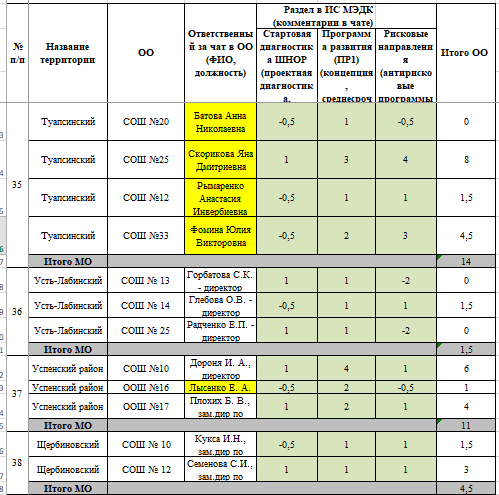 № п/п
Название территории
ОО
Ответственны
й за чат в ОО
(ФИО,
должность)
Раздел в ИС МЭДК
(комментарии в чате)
Стартовая
диагностик
а ШНОР
(проектная
диагностик
а,
Программ
а развития
(ПР1)
(концепция
,
среднесроч
Рисковые
направлени
я
(антириско
вые
программы
Итого ОО
35
Туапсинский СОШ №20 Батова Анна Николаевна -0,5 1 -0,5 0
Туапсинский СОШ №25 Скорикова Яна Дмитриевна 1 3 4 8
Туапсинский СОШ №12 Рымаренко Анастасия Инвербиевна -0,5 1 1 1,5
Туапсинский СОШ №33 Фомина Юлия Викторовна -0,5 2 3 4,5
Итого МО 14
36
Усть-Лабинский СОШ № 13 Горбатова С.К. - директор 1 1 -2 0
Усть-Лабинский СОШ № 14 Глебова О.В. - директор -0,5 1 1 1,5
Усть-Лабинский СОШ № 25 Радченко Е.П. - директор 1 1 -2 0
Итого МО 1,5
37
Успенский район СОШ №10 Дороня И. А., директор 1 4 1 6
Успенский район ООШ №16 Лысенко Е. А. -0,5 2 -0,5 1
Успенский район ООШ №17 Плохих Б. В., зам.дир по 1 2 1 4
Итого МО 11
38
Щербиновский СОШ № 10 Кукса И.Н., зам.дир по -0,5 1 1 1,5
Щербиновский СОШ № 12 Семенова С.И., зам.дир по 1 1 1 3
Итого МО 4,5